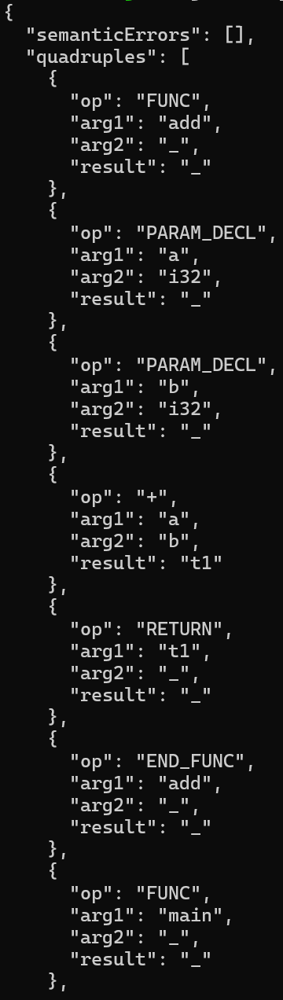 {
  "semanticErrors": [],
  "quadruples": [
    {
      "op": "FUNC",
      "arg1": "add",
      "arg2": "_",
      "result": "_"
    },
    {
      "op": "PARAM_DECL",
      "arg1": "a",
      "arg2": "i32",
      "result": "_"
    },
    {
      "op": "PARAM_DECL",
      "arg1": "b",
      "arg2": "i32",
      "result": "_"
    },
    {
      "op": "+",
      "arg1": "a",
      "arg2": "b",
      "result": "t1"
    },
    {
      "op": "RETURN",
      "arg1": "t1",
      "arg2": "_",
      "result": "_"
    },
    {
      "op": "END_FUNC",
      "arg1": "add",
      "arg2": "_",
      "result": "_"
    },
    {
      "op": "FUNC",
      "arg1": "main",
      "arg2": "_",
      "result": "_"
    },